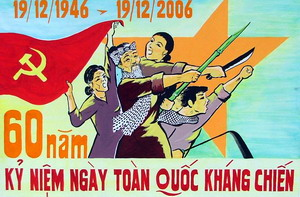 19/12/1946 - 19/12/2006
60 năm
KỶ NIỆM NGÀY TOÀN QUỐC KHÁNG CHIẾN